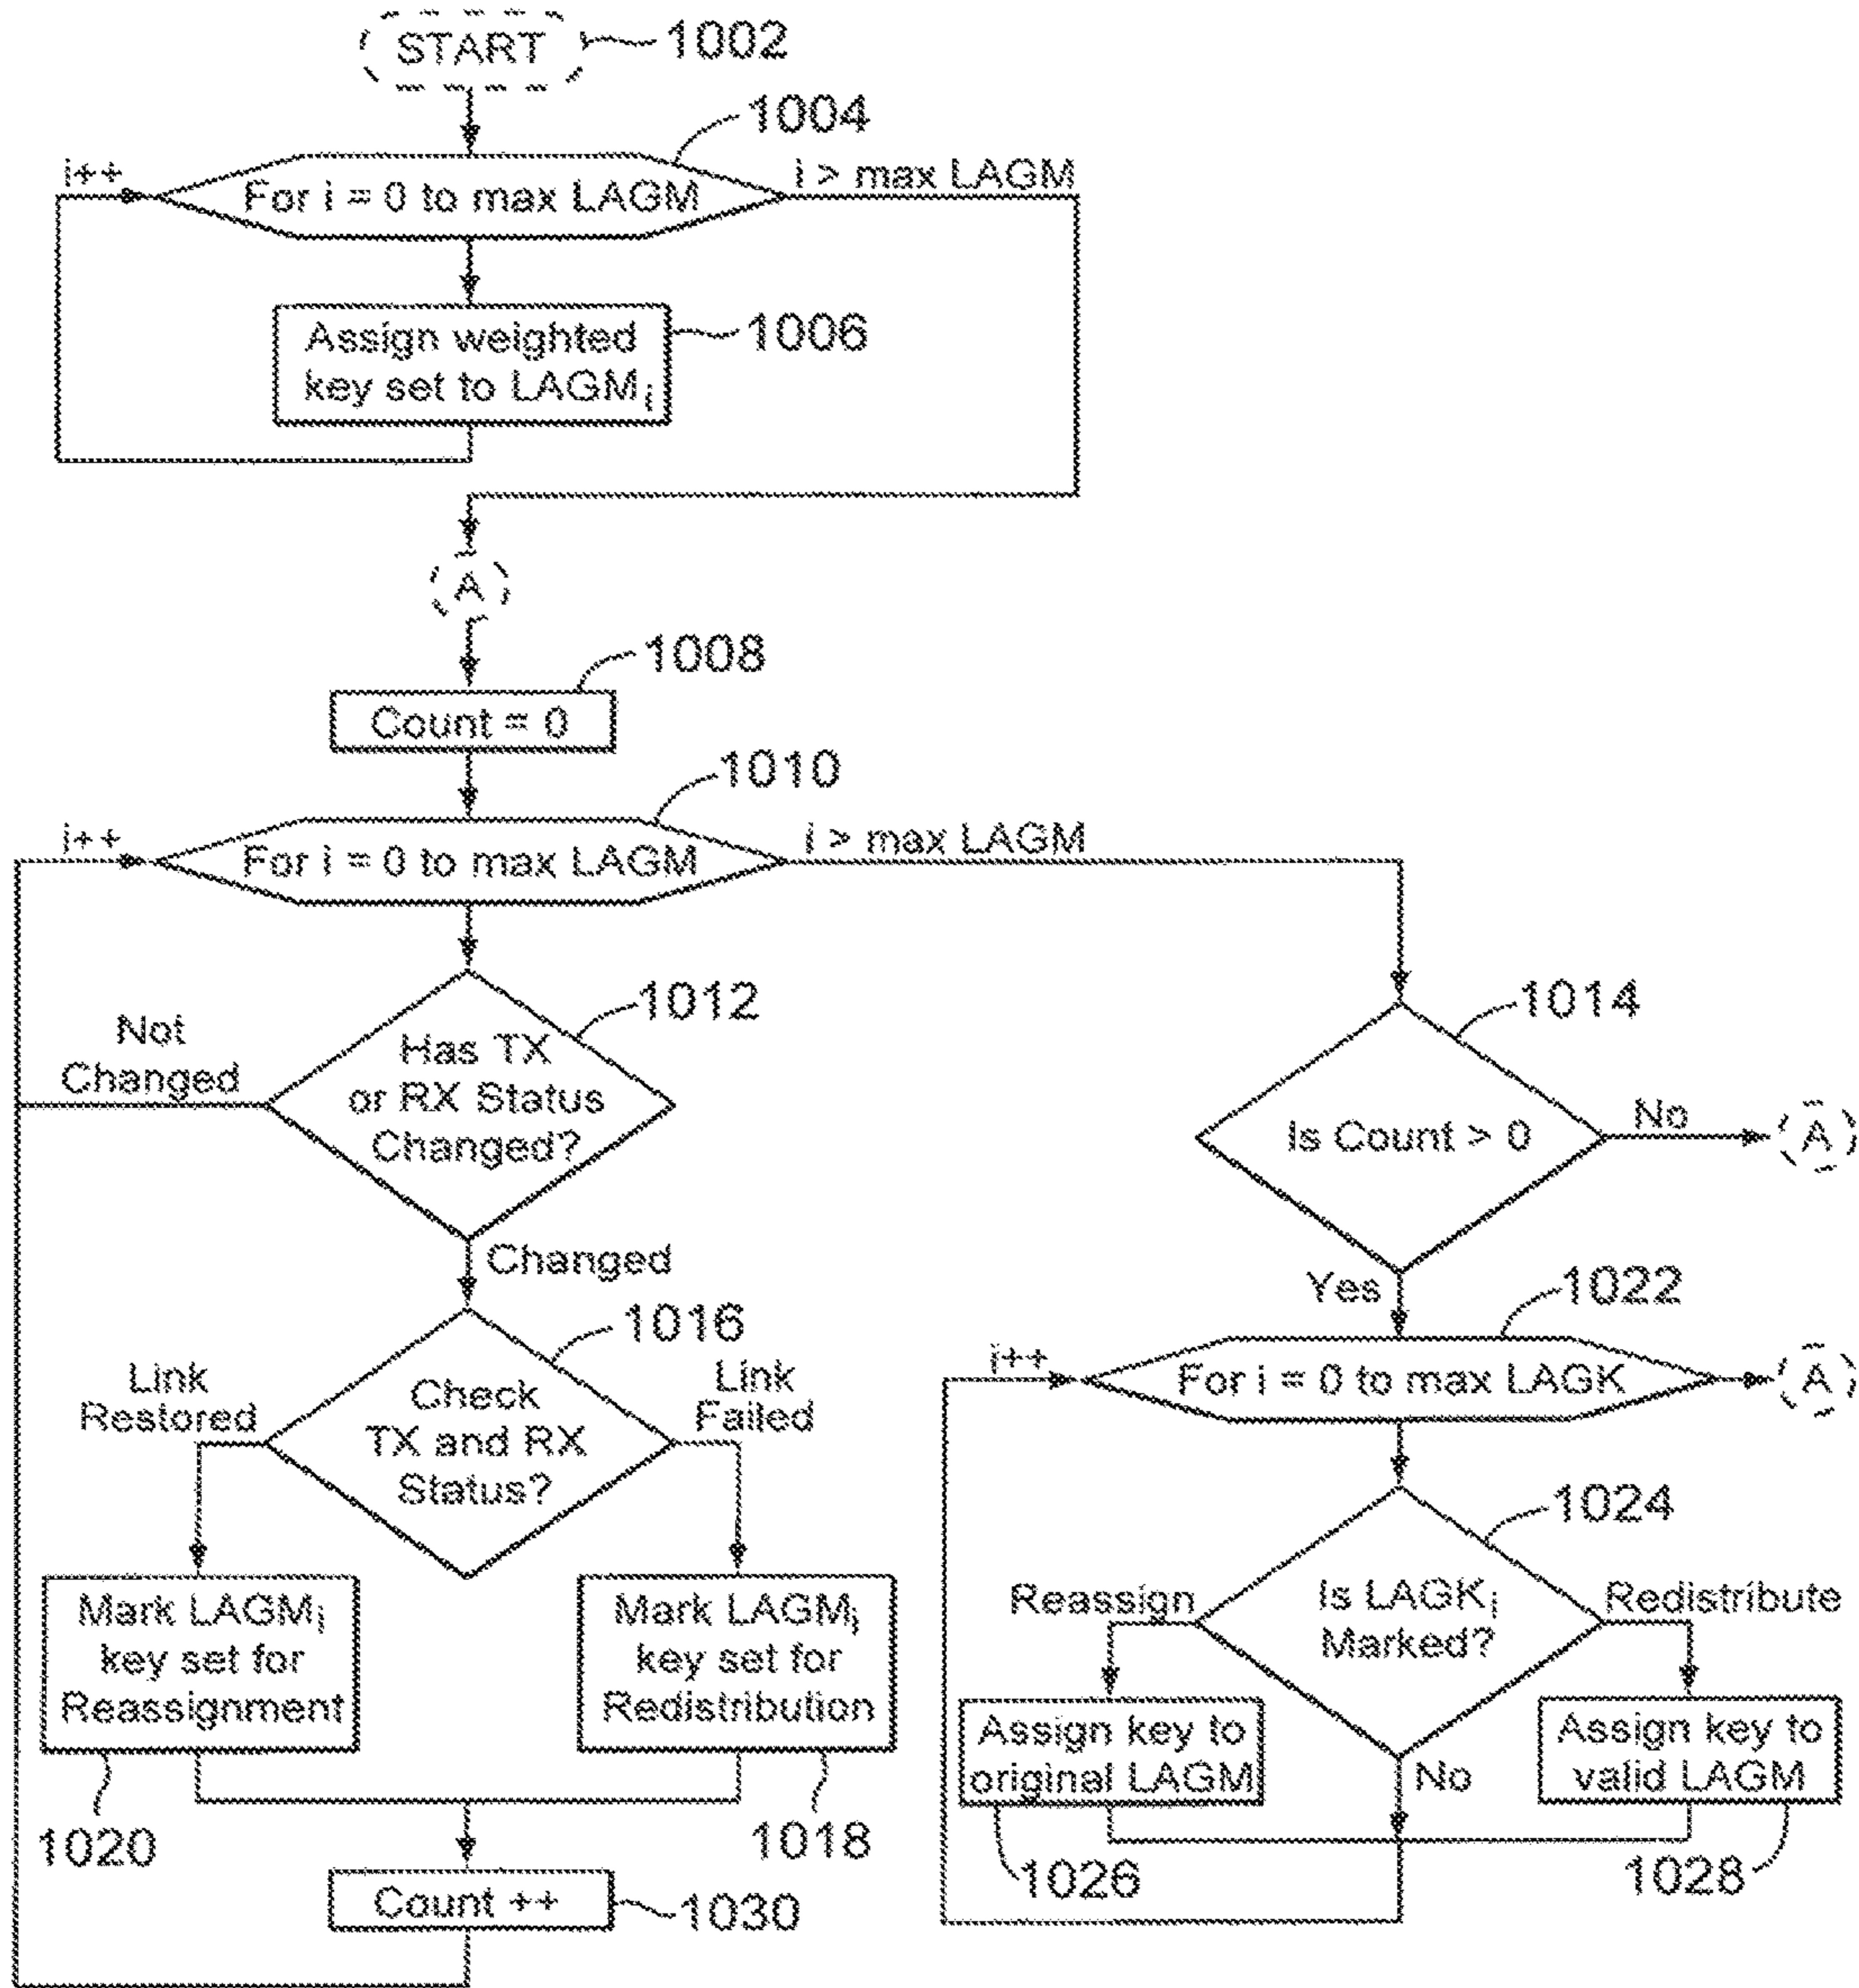 START
1002
1004
i++
For i = 0 to max LAGM
i > max LAGM
Assign weighted
key set to LAGMi
1006
A
1008
Count = 0
1010
i++
For i = 0 to max LAGM
i > max LAGM
1012
Not
Changed
Has TX
or RX Status
Changed?
1014
Is Count > 0
No
A
Changed
Yes
1016
Link
Restored
Check
TX and RX
Status?
Link
Failed
1022
i++
For i = 0 to max LAGK
A
1024
Mark LAGMi
key set for
Reassignment
Mark LAGMi
key set for
Redistribution
Reassign
Is LAGKi
Marked?
Redistribute
Assign key to
original LAGM
No
Assign key to
valid LAGM
1020
1018
1026
1028
Count ++
1030